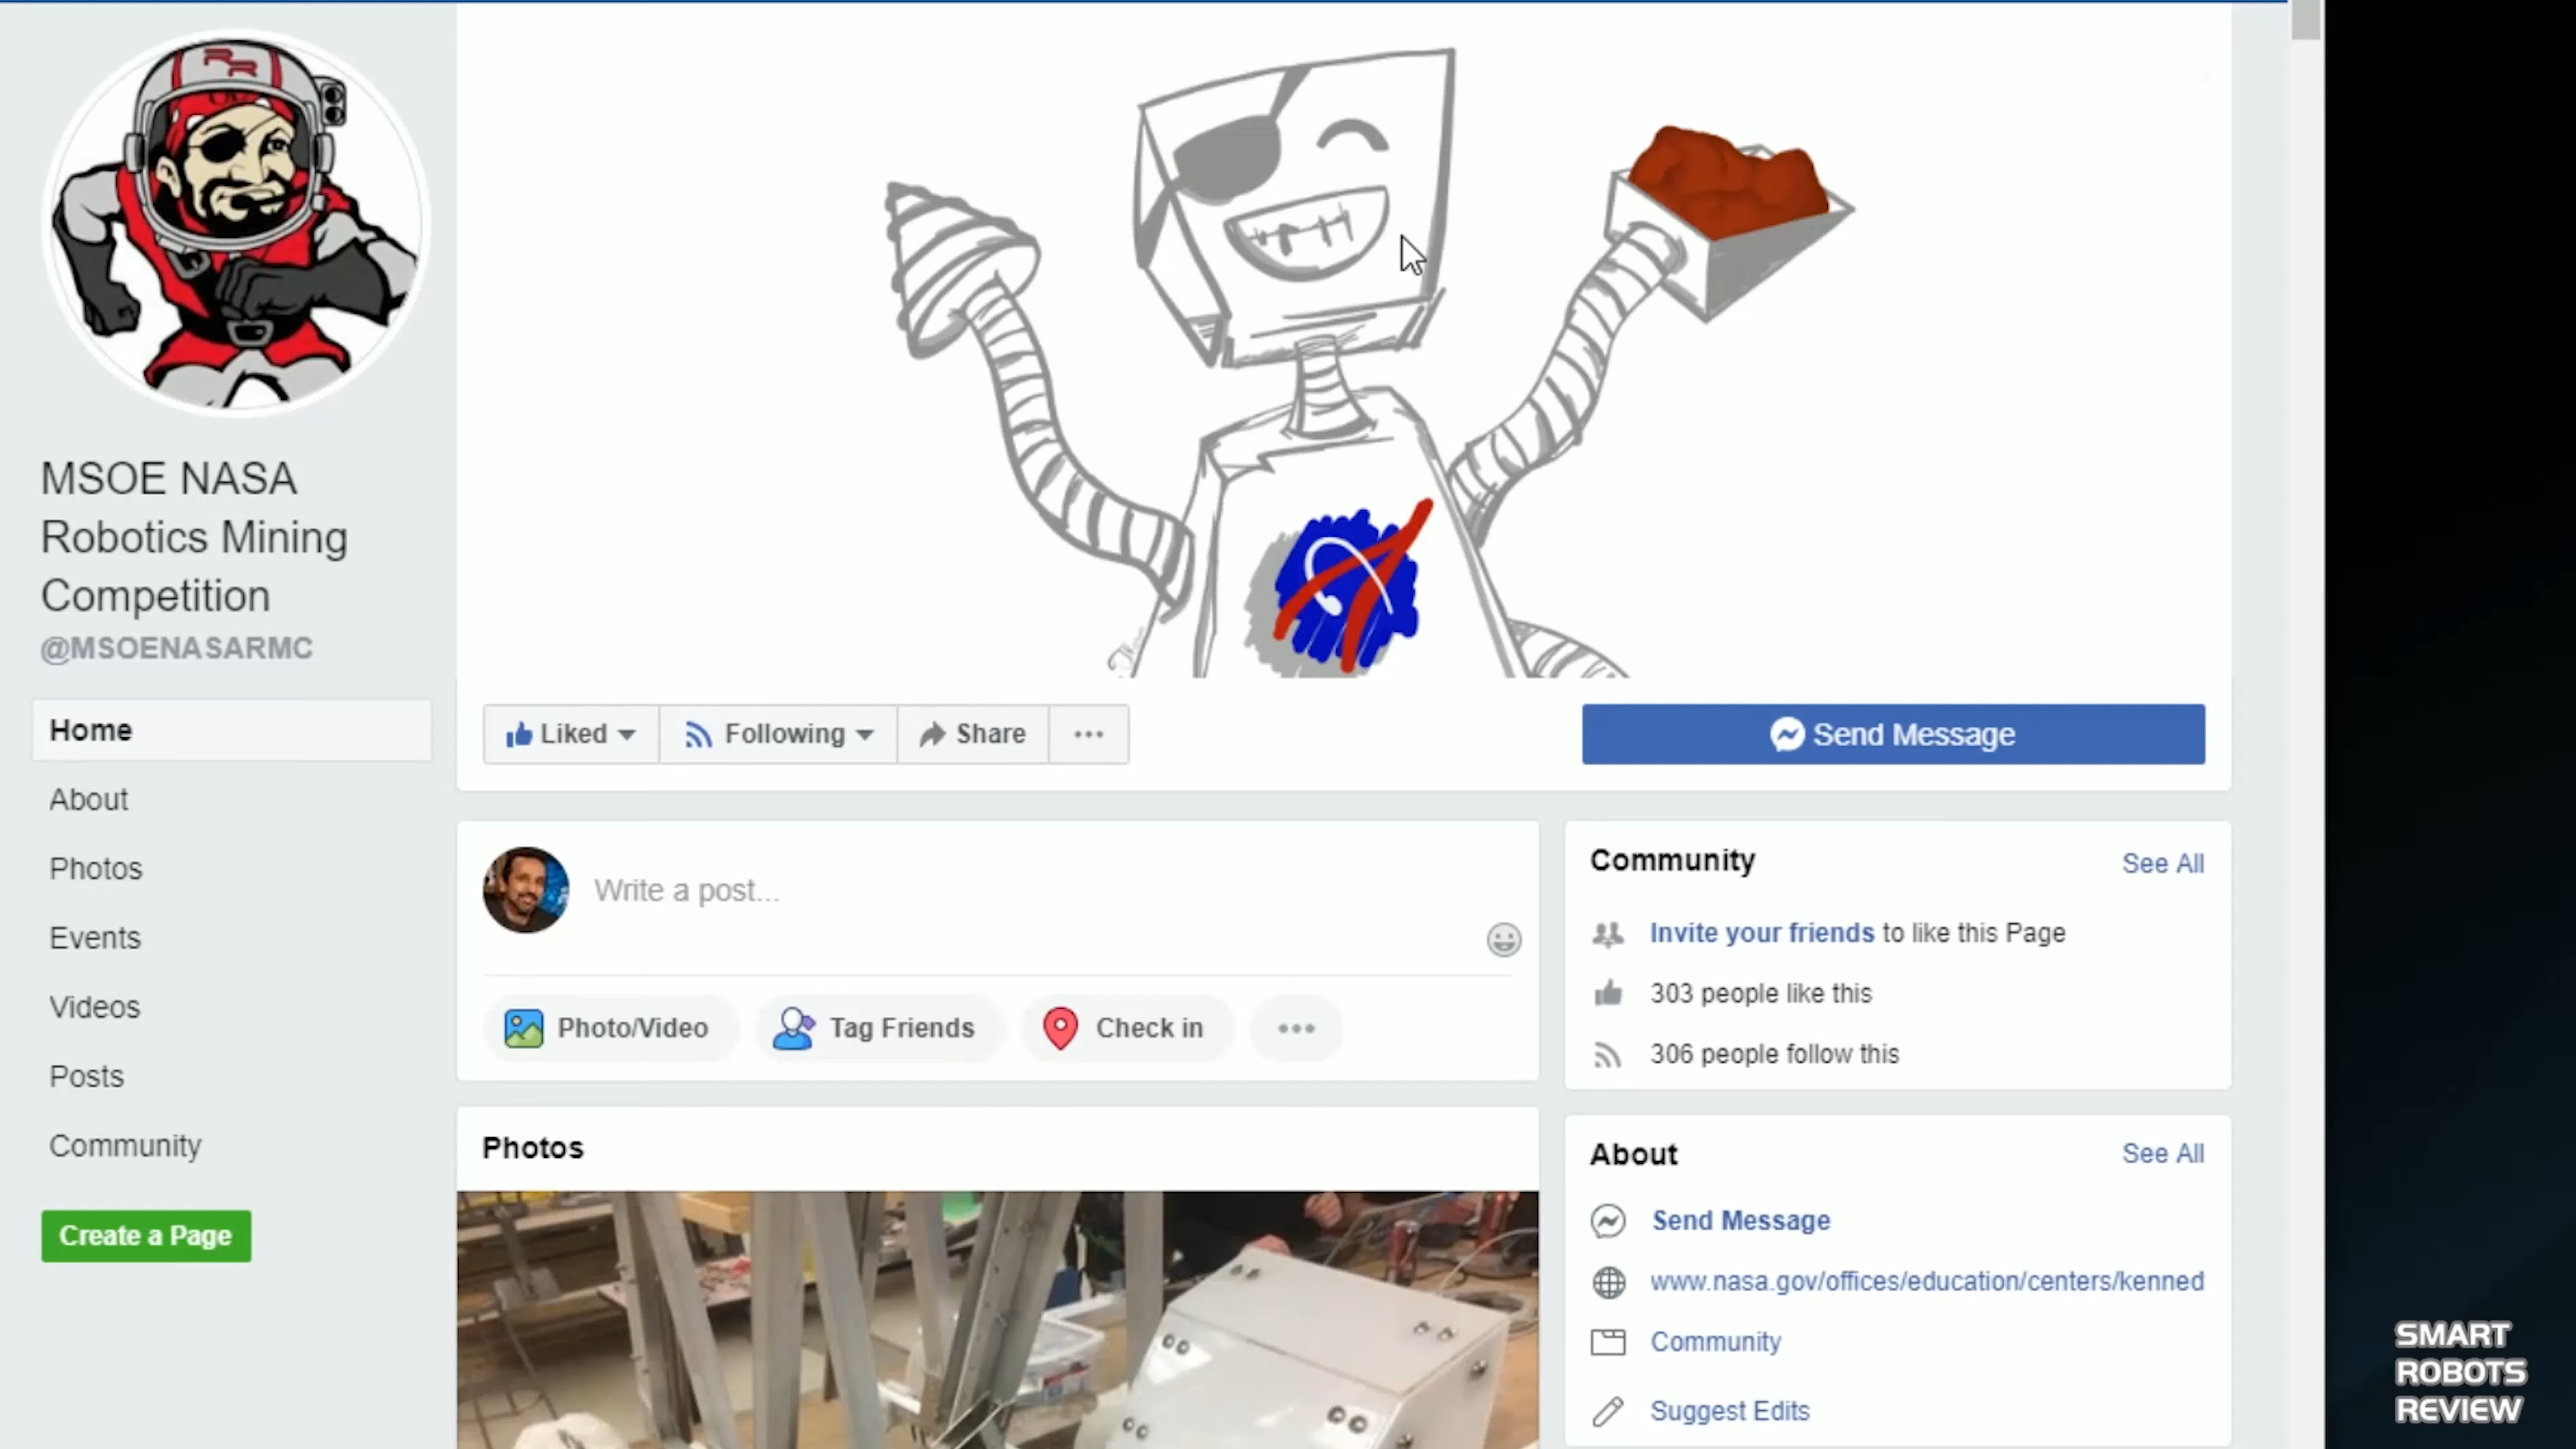 RR
MSOE NASA
Robotics Mining
Competition
@MSOENASARMC
Home
About
Photos
Events
Videos
Posts
Community
Create a Page
Liked
Following
Share
Send Message
Write a post...
Photo/Video
Tag Friends
Check in
Photos
Community
See All
Invite your friends to like this Page
303 people like this
306 people follow this
About
See All
Send Message
www.nasa.gov/offices/education/centers/kenned
Community
Suggest Edits
SMART
ROBOTS
REVIEW